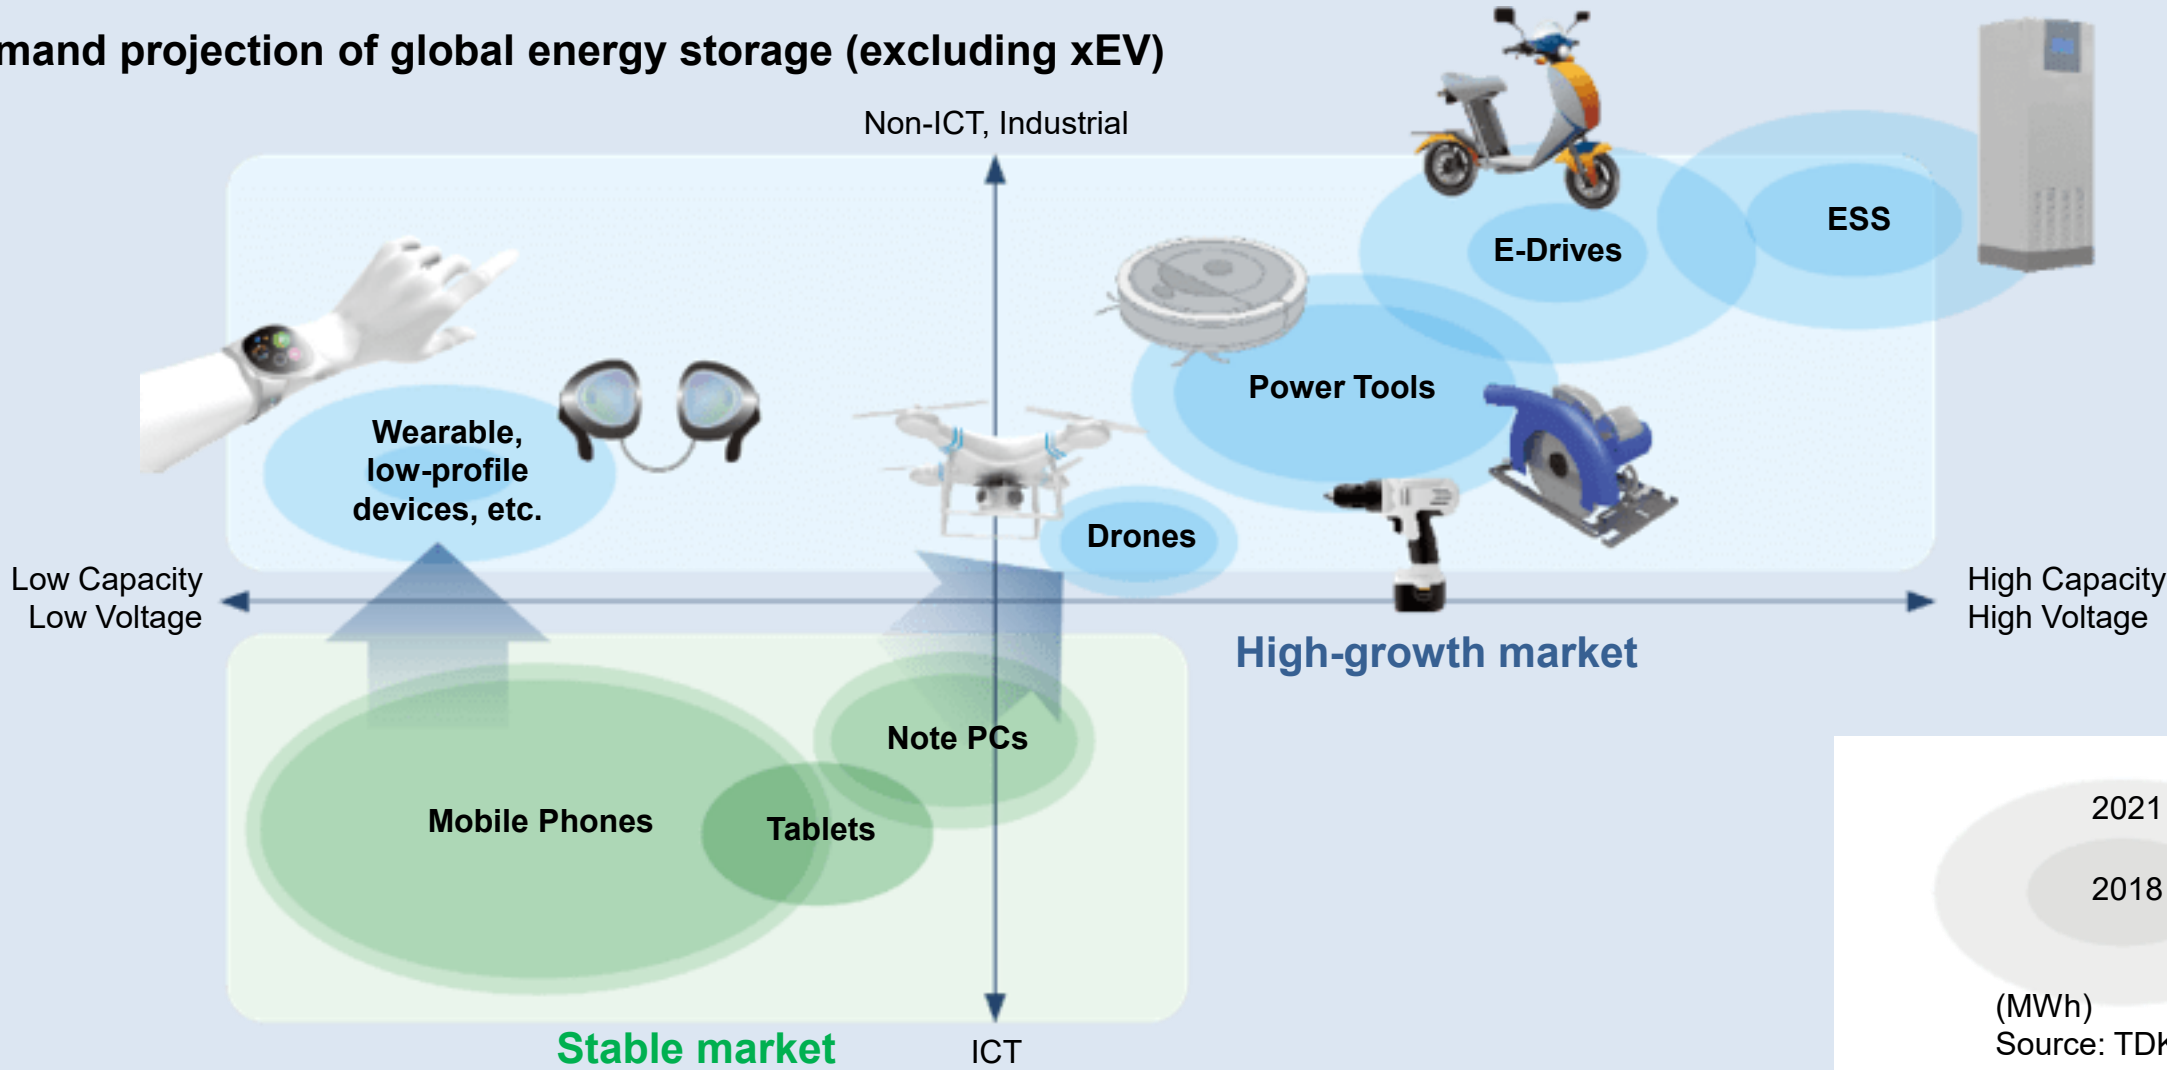 mand projection of global energy storage (excluding xEV)
Non-ICT, Industrial
ESS
E-Drives
Power Tools
Wearable,
low-profile
devices, etc.
Drones
Low Capacity
Low Voltage
High Capacity
High Voltage
High-growth market
Note PCs
Mobile Phones
Tablets
2021
2018
(MWh)
Source: TDK
Stable market
ICT